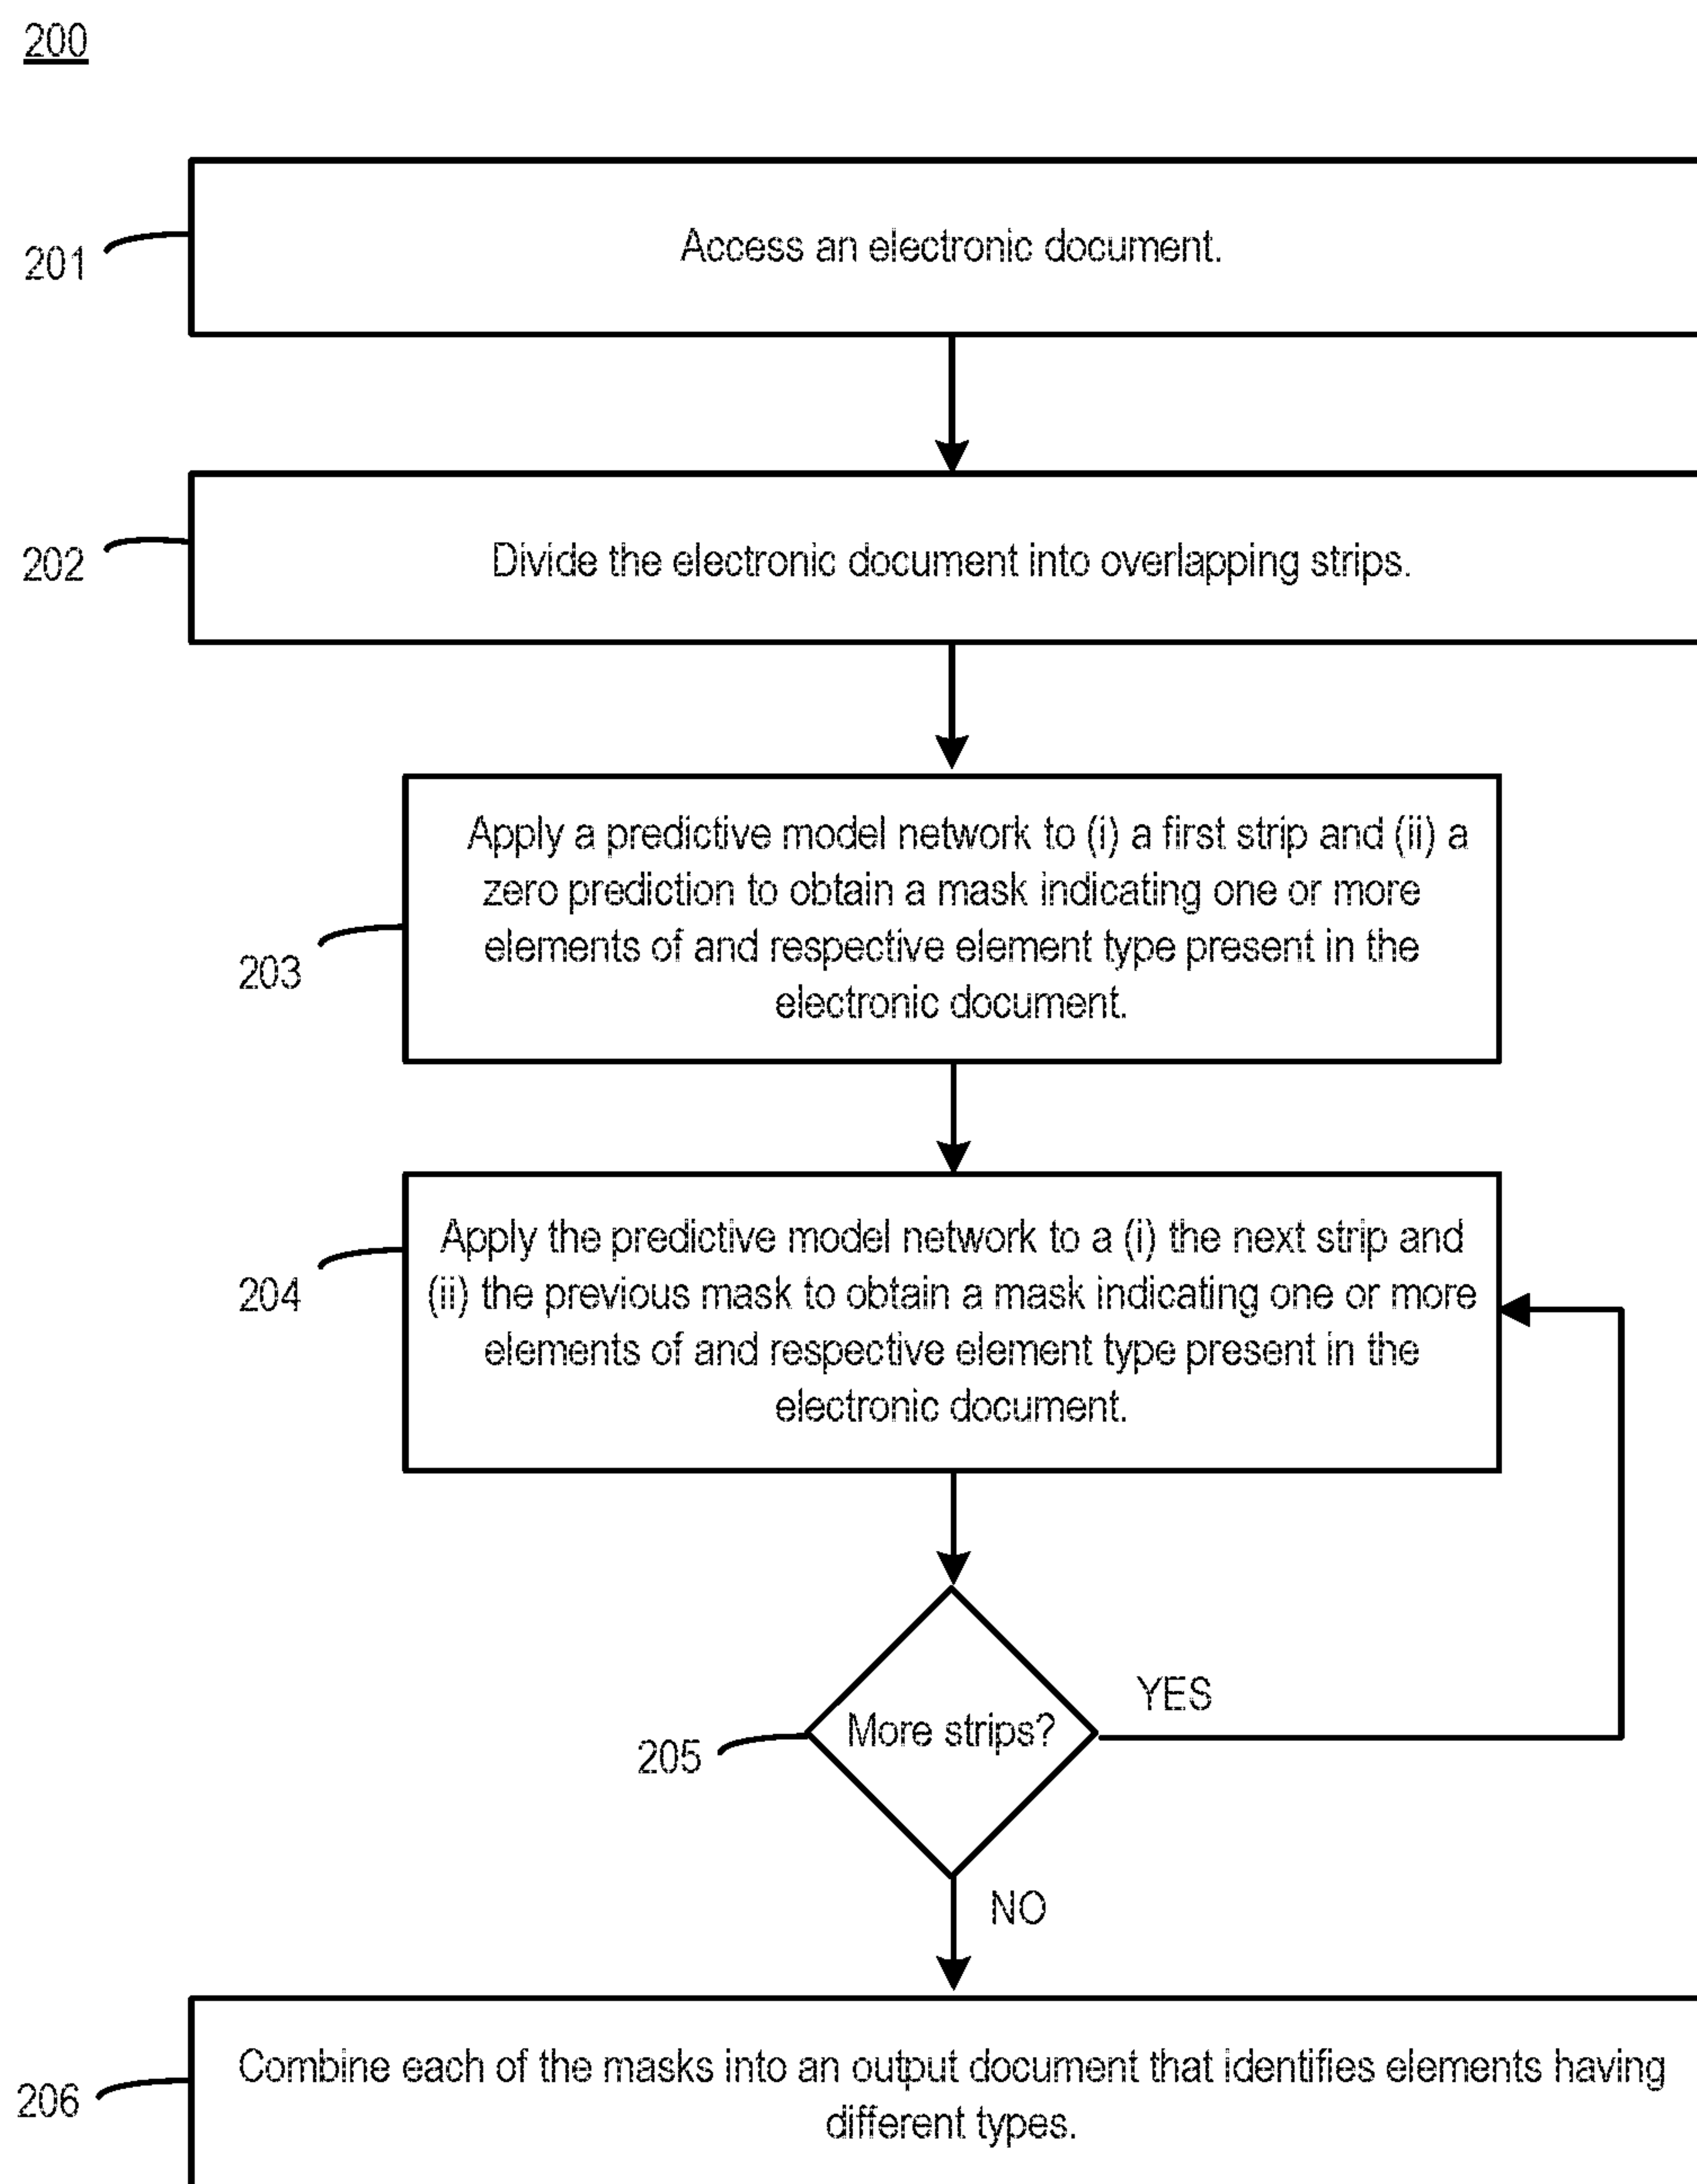 200
201
Access an electronic document.
202
Divide the electronic document into overlapping strips.
203
Apply a predictive model network to (i) a first strip and (ii) a
zero prediction to obtain a mask indicating one or more
elements of and respective element type present in the
electronic document.
204
Apply the predictive model network to a (i) the next strip and
(ii) the previous mask to obtain a mask indicating one or more
elements of and respective element type present in the
electronic document.
205
More strips?
YES
NO
206
Combine each of the masks into an output document that identifies elements having
different types.